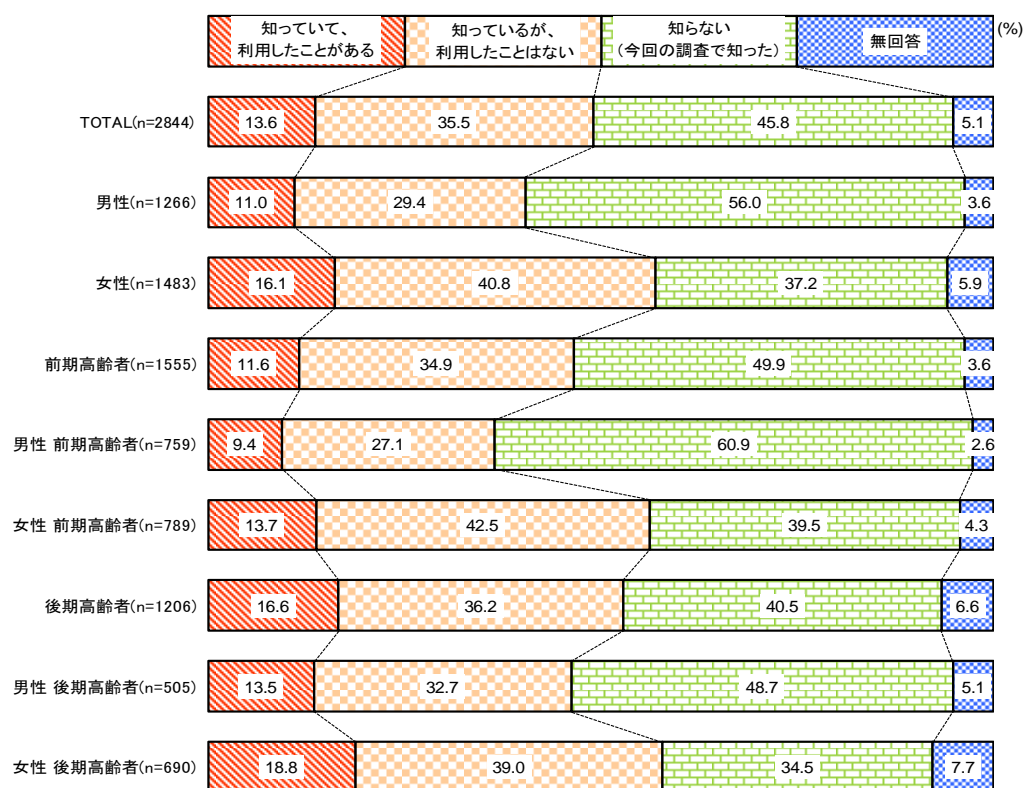 知っていて、
利用したことがある
知っているが、
利用したことはない
知らない
(今回の調査で知った)
無回答
(%)
TOTAL(n=2844)
13.6
35.5
45.8
5.1
男性(n=1266)
11.0
29.4
56.0
3.6
女性(n=1483)
16.1
40.8
37.2
5.9
前期高齢者(n=1555)
11.6
34.9
49.9
3.6
男性 前期高齢者(n=759)
9.4
27.1
60.9
2.6
女性 前期高齢者(n=789)
13.7
42.5
39.5
4.3
後期高齢者(n=1206)
16.6
36.2
40.5
6.6
男性 後期高齢者(n=505)
13.5
32.7
48.7
5.1
女性 後期高齢者(n=690)
18.8
39.0
34.5
7.7